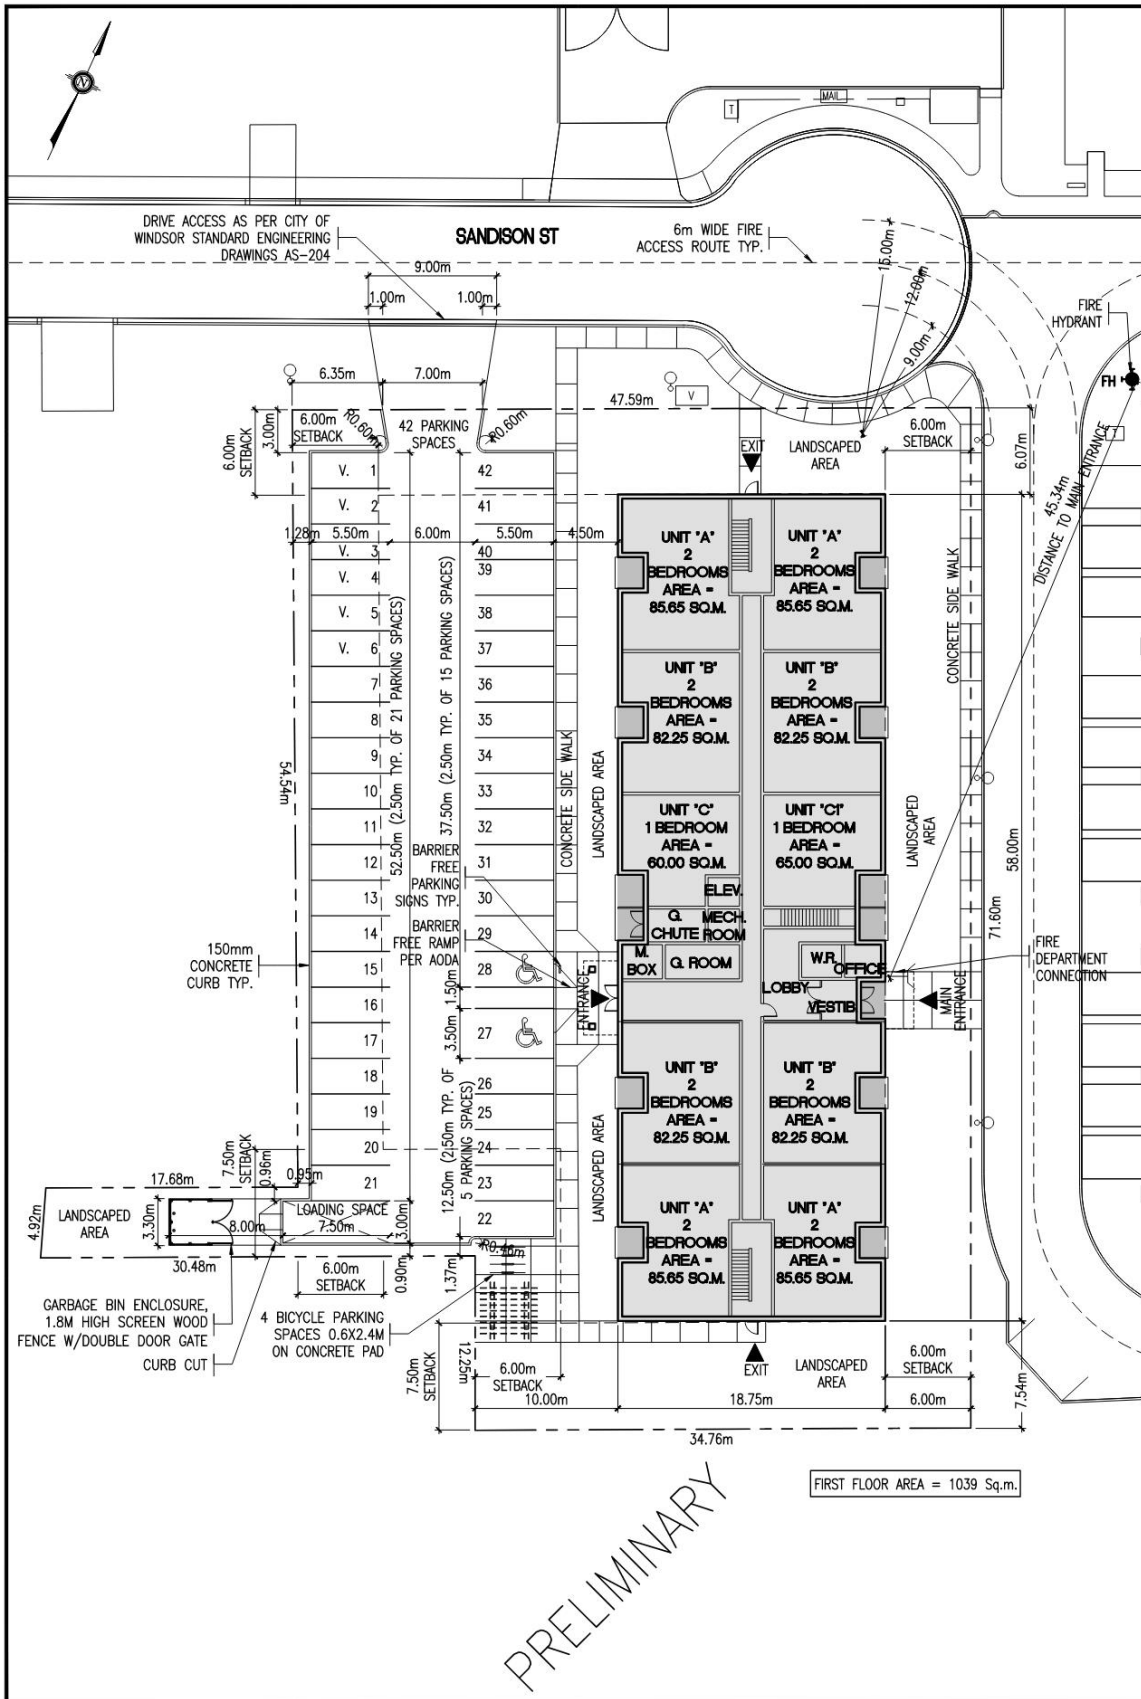 N
MAIL
T
DRIVE ACCESS AS PER CITY OF
WINDSOR STANDARD ENGINEERING
DRAWINGS AS-204
SANDISON ST
6m WIDE FIRE
ACCESS ROUTE TYP.
9.00m
1.00m
1.00m
15.00m
12.00m
9.00m
FIRE
HYDRANT
FH
6.35m
7.00m
V
47.59m
6.00m
SETBACK
3.00m
6.00m
SETBACK
R0.60m
42 PARKING
SPACES
R0.60m
EXIT
LANDSCAPED
AREA
6.00m
SETBACK
6.07m
T
45.34m
DISTANCE TO MAIN ENTRANCE
V. 1
V. 2
V. 3
V. 4
V. 5
V. 6
7
8
9
10
11
12
13
14
15
16
17
18
19
20
21
42
41
40
39
38
37
36
35
34
33
32
31
30
29
28
27
26
25
24
23
22
1.28m
5.50m
6.00m
5.50m
4.50m
52.50m (2.50m TYP. OF 21 PARKING SPACES)
37.50m (2.50m TYP. OF 15 PARKING SPACES)
54.54m
CONCRETE SIDE WALK
LANDSCAPED AREA
UNIT "A"
2
BEDROOMS
AREA =
85.65 SQ.M.
UNIT "A"
2
BEDROOMS
AREA =
85.65 SQ.M.
UNIT "B"
2
BEDROOMS
AREA =
82.25 SQ.M.
UNIT "B"
2
BEDROOMS
AREA =
82.25 SQ.M.
UNIT "C"
1 BEDROOM
AREA =
60.00 SQ.M.
UNIT "C1"
1 BEDROOM
AREA =
65.00 SQ.M.
ELEV.
G.
CHUTE
MECH.
ROOM
M.
BOX
G. ROOM
W.R.
OFFICE
LOBBY
VESTIB
CONCRETE SIDE WALK
LANDSCAPED
AREA
58.00m
71.60m
BARRIER
FREE
PARKING
SIGNS TYP.
BARRIER
FREE RAMP
PER AODA
150mm
CONCRETE
CURB TYP.
1.50m
3.50m
ENTRANCE
MAIN
ENTRANCE
FIRE
DEPARTMENT
CONNECTION
UNIT "B"
2
BEDROOMS
AREA =
82.25 SQ.M.
UNIT "B"
2
BEDROOMS
AREA =
82.25 SQ.M.
UNIT "A"
2
BEDROOMS
AREA =
85.65 SQ.M.
UNIT "A"
2
BEDROOMS
AREA =
85.65 SQ.M.
12.50m (2.50m TYP. OF
5 PARKING SPACES)
LANDSCAPED AREA
7.50m
SETBACK
0.96m
17.68m
0.95m
4.92m
LANDSCAPED
AREA
3.30m
8.00m
LOADING SPACE
7.50m
3.00m
30.48m
6.00m
SETBACK
0.90m
1.37m
GARBAGE BIN ENCLOSURE,
1.8M HIGH SCREEN WOOD
FENCE W/DOUBLE DOOR GATE
CURB CUT
4 BICYCLE PARKING
SPACES 0.6X2.4M
ON CONCRETE PAD
7.50m
SETBACK
12.25m
6.00m
SETBACK
EXIT
LANDSCAPED
AREA
6.00m
SETBACK
7.54m
10.00m
18.75m
6.00m
34.76m
FIRST FLOOR AREA = 1039 Sq.m.
PRELIMINARY